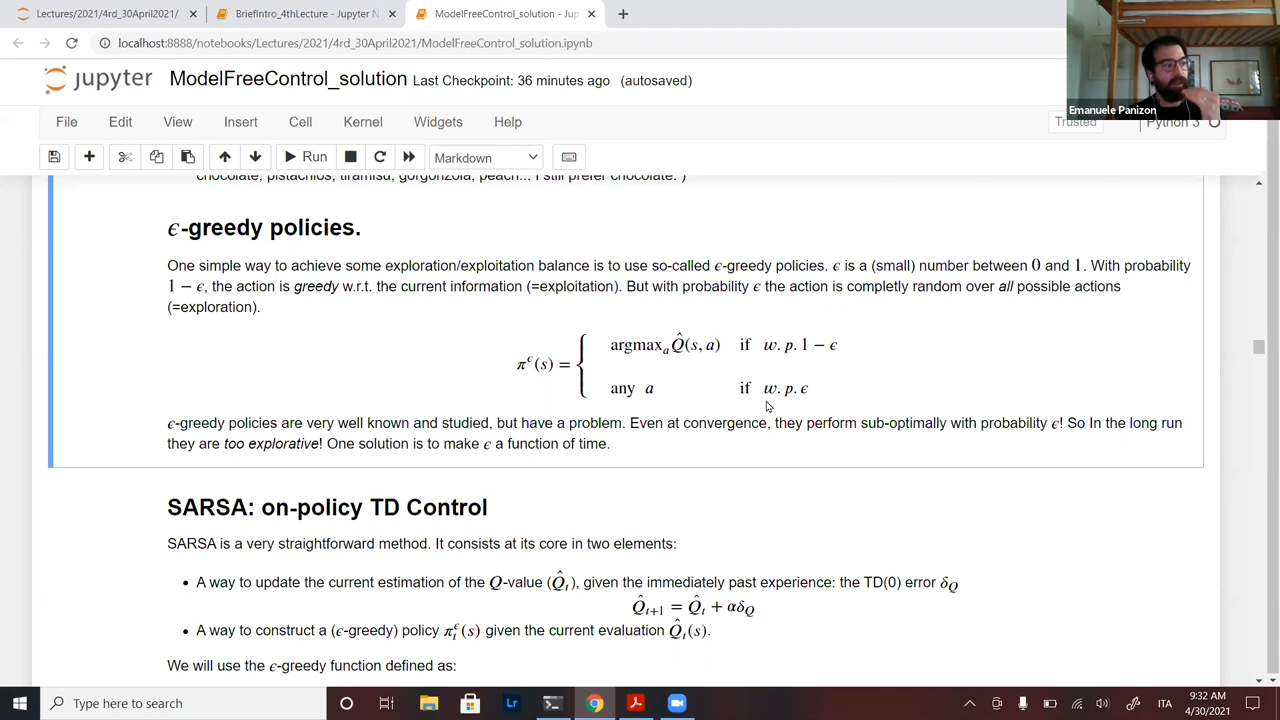 Lectures/2021/4rd_30April2021/
BriefIntro_4thLecture - Jupyter N
ModelFreeControl_solution - Jup
localhost:8888/notebooks/Lectures/2021/4rd_30April2021/ModelFreeControl_solution.ipynb
Emanuele Panizon
jupyter ModelFreeControl_solution Last Checkpoint: 36 minutes ago (autosaved)
File Edit View Insert Cell Kernel Widgets Help Trusted Python 3
Run Markdown
chocolate, pistachios, tiramisù, gorgonzola, peach... I still prefer chocolate. )
ϵ-greedy policies.
One simple way to achieve some exploration/exploitation balance is to use so-called ϵ-greedy policies. ϵ is a (small) number between 0 and 1. With probability
1 − ϵ, the action is greedy w.r.t. the current information (=exploitation). But with probability ϵ the action is completly random over all possible actions
(=exploration).
argmaxₐQ̂(s, a) if w. p. 1 − ϵ
π^ϵ(s) = {
any a if w. p. ϵ
ϵ-greedy policies are very well known and studied, but have a problem. Even at convergence, they perform sub-optimally with probability ϵ! So In the long run
they are too explorative! One solution is to make ϵ a function of time.
SARSA: on-policy TD Control
SARSA is a very straightforward method. It consists at its core in two elements:
• A way to update the current estimation of the Q-value (Q̂_t), given the immediately past experience: the TD(0) error δ_Q
Q̂_{t+1} = Q̂_t + αδ_Q
• A way to construct a (ϵ-greedy) policy π_t^ϵ(s) given the current evaluation Q̂_t(s).
We will use the ϵ-greedy function defined as:
Type here to search
ITA
9:32 AM
4/30/2021